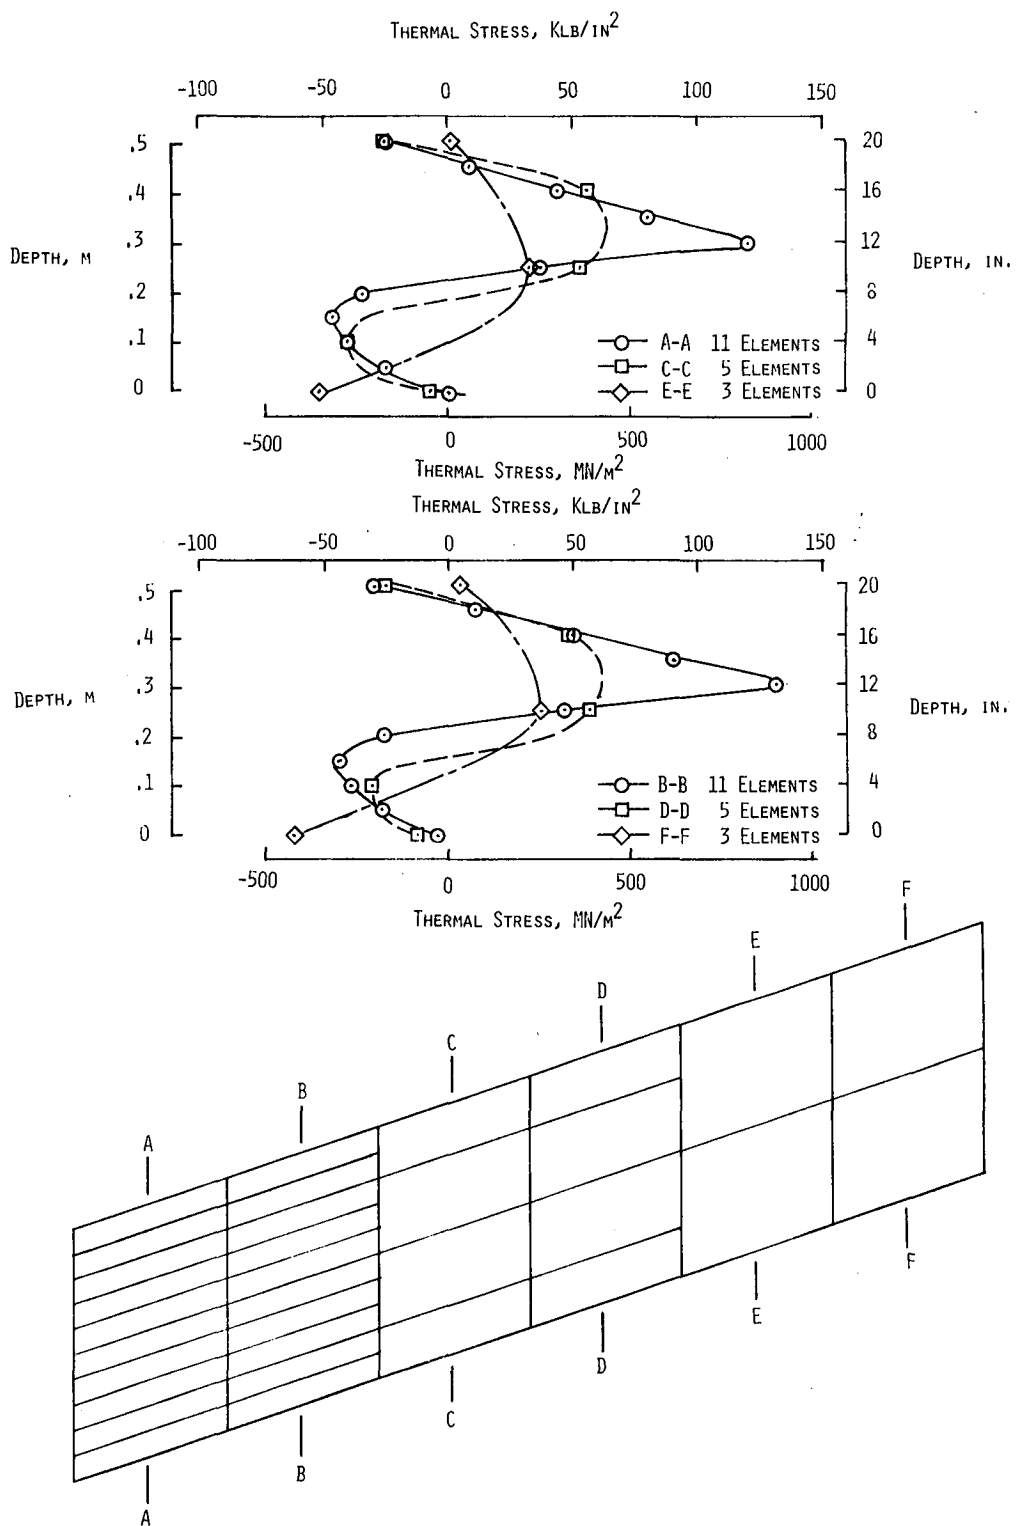 THERMAL STRESS, KLB/IN2
-100 -50 0 50 100 150
.5 20
.4 16
.3 12
DEPTH, M DEPTH, IN.
.2 8
.1 4
0 0
A-A 11 ELEMENTS
C-C 5 ELEMENTS
E-E 3 ELEMENTS
-500 0 500 1000
THERMAL STRESS, MN/M2
THERMAL STRESS, KLB/IN2
-100 -50 0 50 100 150
.5 20
.4 16
.3 12
DEPTH, M DEPTH, IN.
.2 8
.1 4
0 0
B-B 11 ELEMENTS
D-D 5 ELEMENTS
F-F 3 ELEMENTS
-500 0 500 1000
THERMAL STRESS, MN/M2
F
E
D
C
B
A
F
E
D
C
B
A